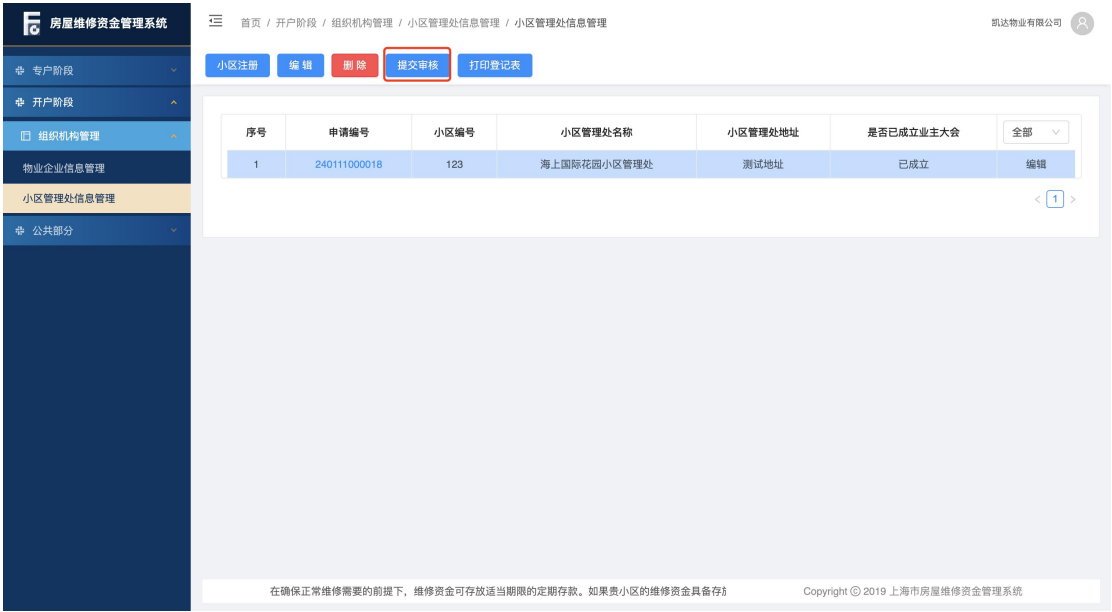 房屋维修资金管理系统
首页 / 开户阶段 / 组织机构管理 / 小区管理处信息管理 / 小区管理处信息管理
凯达物业有限公司
小区注册 编 辑 删 除 提交审核 打印登记表
专户阶段
开户阶段
组织机构管理
物业企业信息管理
小区管理处信息管理
公共部分
序号 申请编号 小区编号 小区管理处名称 小区管理处地址 是否已成立业主大会 全部
1 240111000018 123 海上国际花园小区管理处 测试地址 已成立 编辑
< 1 >
在确保正常维修需要的前提下，维修资金可存放适当期限的定期存款。如果贵小区的维修资金具备存
Copyright © 2019 上海市房屋维修资金管理系统